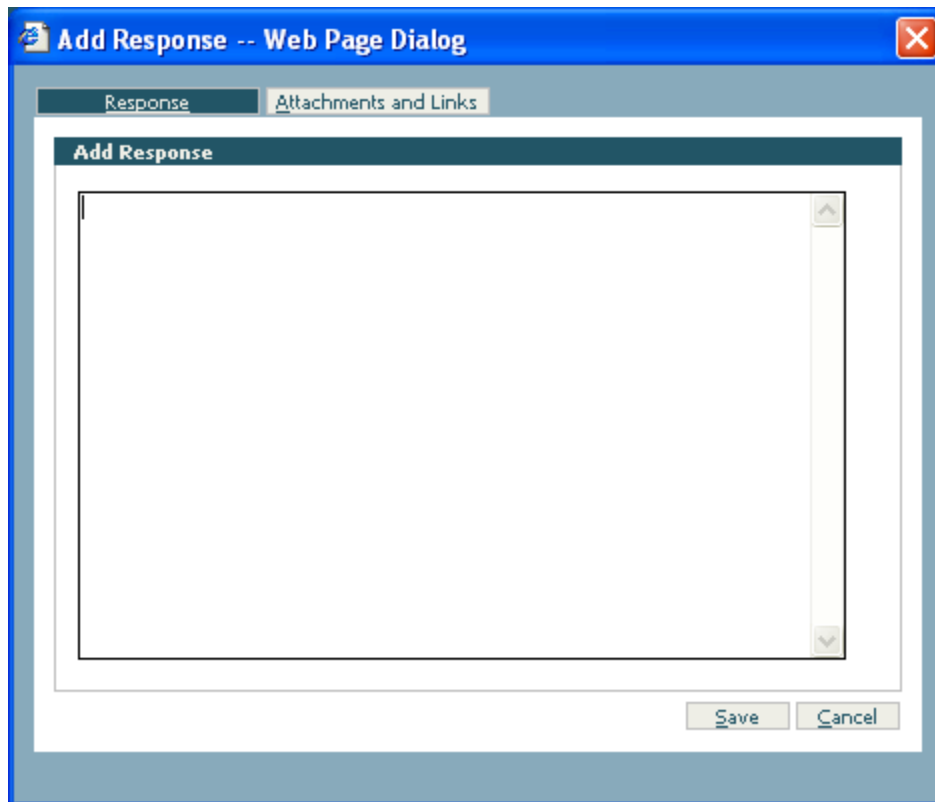 Add Response -- Web Page Dialog
Response Attachments and Links
Add Response
Save Cancel